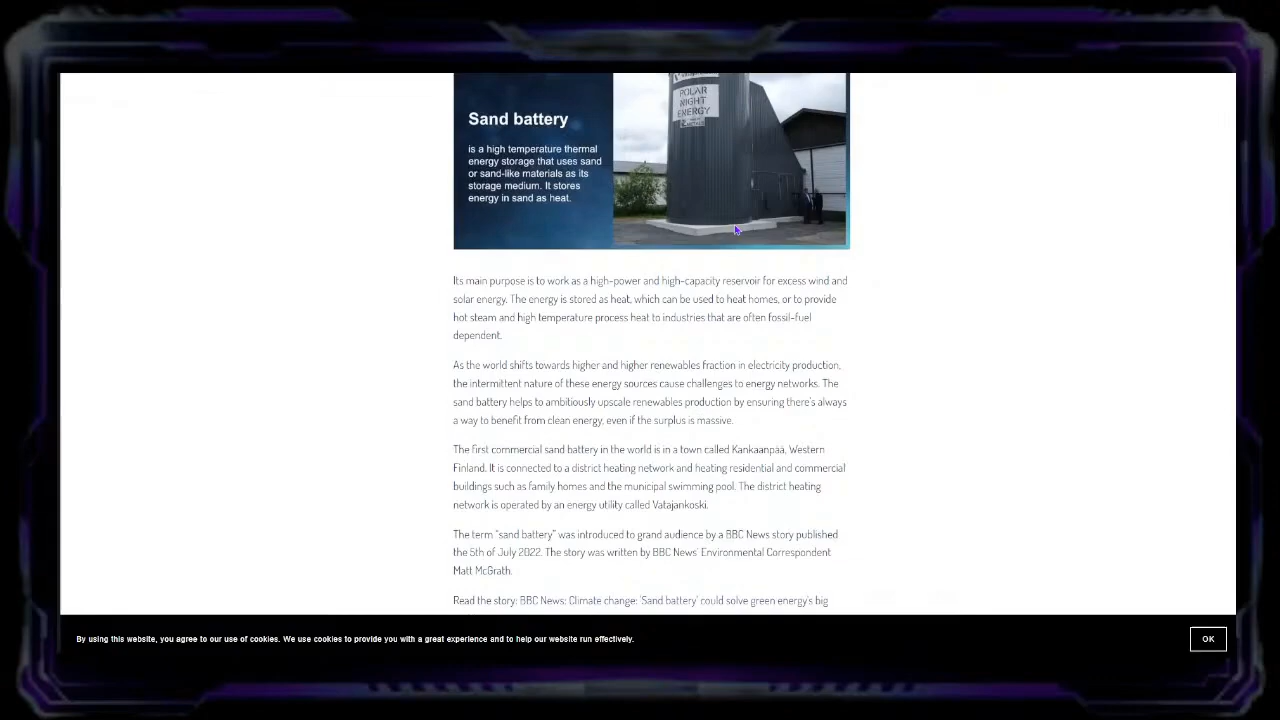 Sand battery
is a high temperature thermal
energy storage that uses sand
or sand-like materials as its
storage medium. It stores
energy in sand as heat.
POLAR
NIGHT
ENERGY
Its main purpose is to work as a high-power and high-capacity reservoir for excess wind and
solar energy. The energy is stored as heat, which can be used to heat homes, or to provide
hot steam and high temperature process heat to industries that are often fossil-fuel
dependent.
As the world shifts towards higher and higher renewables fraction in electricity production,
the intermittent nature of these energy sources cause challenges to energy networks. The
sand battery helps to ambitiously upscale renewables production by ensuring there's always
a way to benefit from clean energy, even if the surplus is massive.
The first commercial sand battery in the world is in a town called Kankaanpää, Western
Finland. It is connected to a district heating network and heating residential and commercial
buildings such as family homes and the municipal swimming pool. The district heating
network is operated by an energy utility called Vatajankoski.
The term "sand battery" was introduced to grand audience by a BBC News story published
the 5th of July 2022. The story was written by BBC News' Environmental Correspondent
Matt McGrath.
Read the story: BBC News: Climate change: 'Sand battery' could solve green energy's big
By using this website, you agree to our use of cookies. We use cookies to provide you with a great experience and to help our website run effectively.
OK